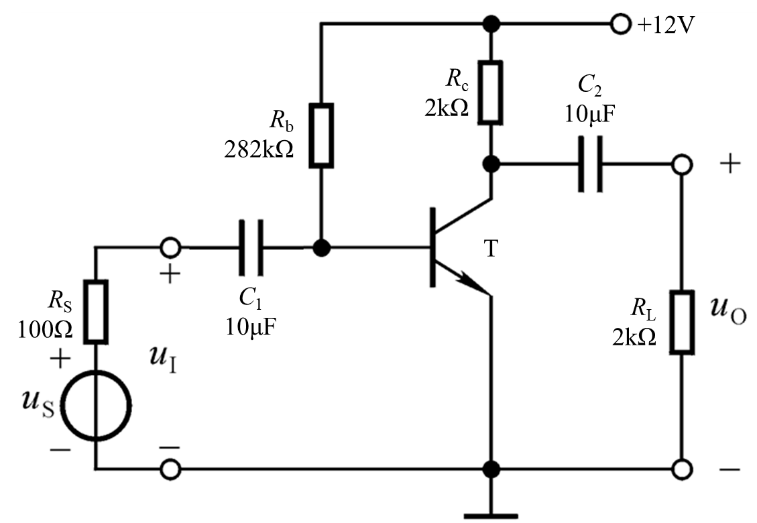 +12V
Rc
2kΩ
C2
10μF
Rb
282kΩ
+
T
+
C1
10μF
RS
100Ω
+
uI
uS
−
−
RL
2kΩ
uO
−